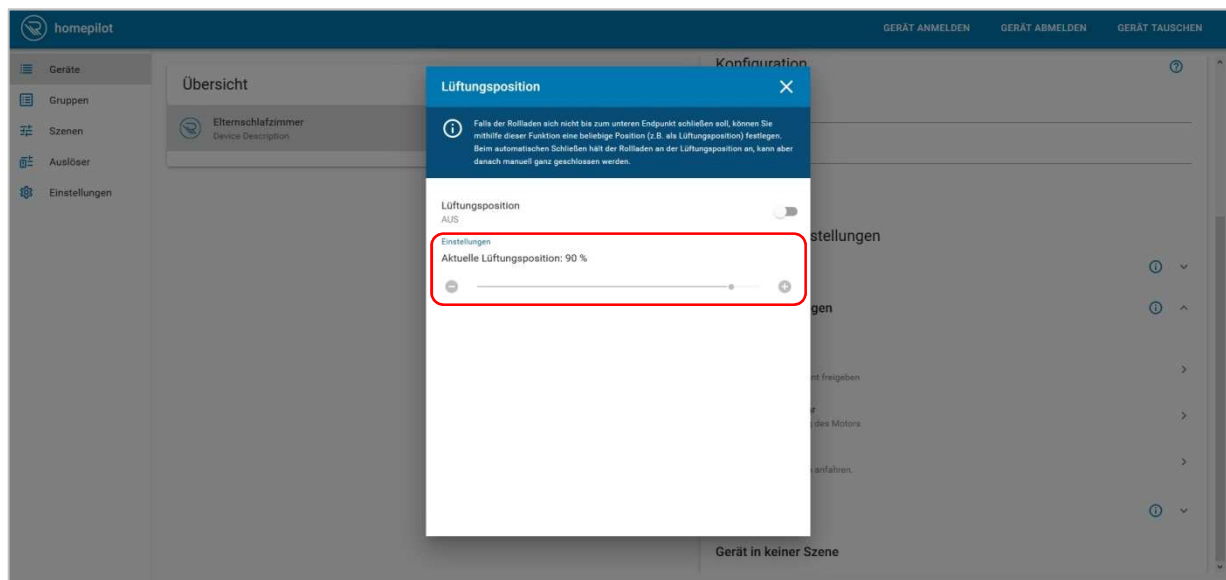 homepilot
GERÄT ANMELDEN
GERÄT ABMELDEN
GERÄT TAUSCHEN
Geräte
Gruppen
Szenen
Auslöser
Einstellungen
Übersicht
Elternschlafzimmer
Device Description
Lüftungsposition
Falls der Rollladen sich nicht bis zum unteren Endpunkt schließen soll, können Sie
mithilfe dieser Funktion eine beliebige Position (z.B. als Lüftungsposition) festlegen.
Beim automatischen Schließen hält der Rollladen an der Lüftungsposition an, kann aber
danach manuell ganz geschlossen werden.
Lüftungsposition
AUS
Einstellungen
Aktuelle Lüftungsposition: 90 %
Konfiguration
stellungen
gen
nt freigeben
r
des Motors
anfahren.
Gerät in keiner Szene